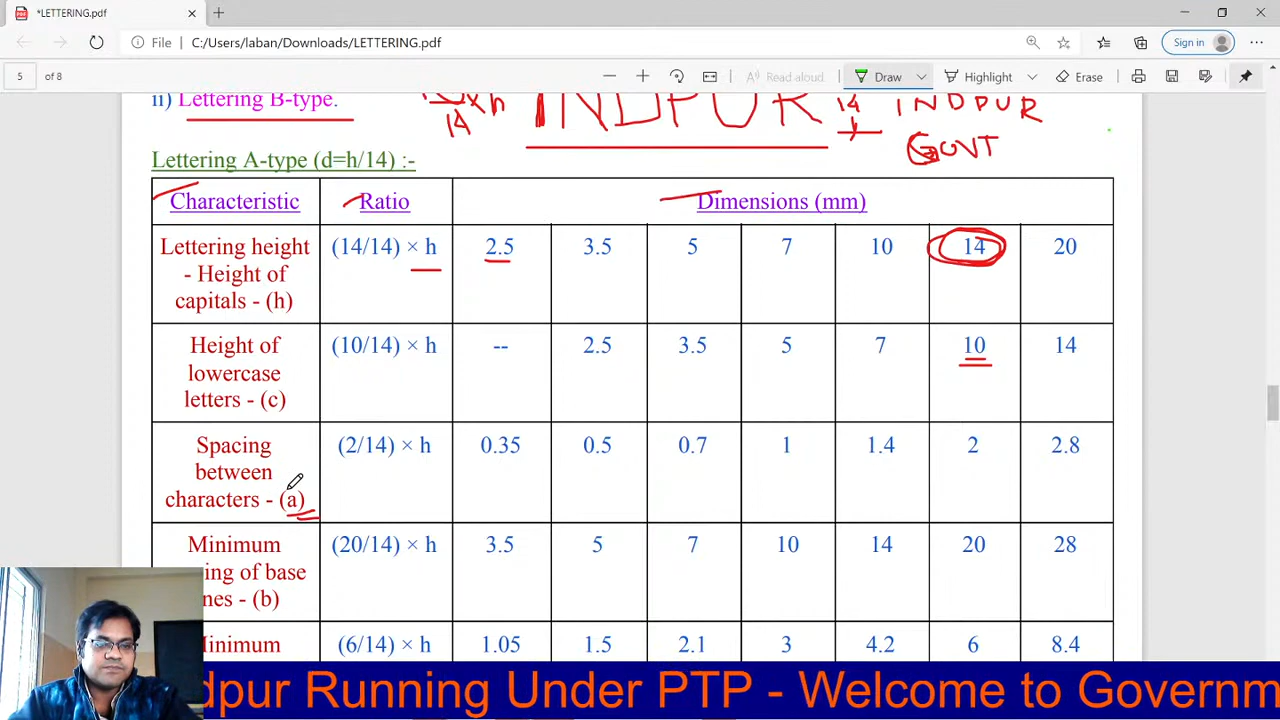 *LETTERING.pdf
File C:/Users/laban/Downloads/LETTERING.pdf Sign in
5 of 8 Read aloud Draw Highlight Erase
ii) Lettering B-type.
14 × h INDPUR 14 INDPUR
GOVT
Lettering A-type (d=h/14) :-
Characteristic Ratio Dimensions (mm)
Lettering height (14/14) × h 2.5 3.5 5 7 10 14 20
- Height of
capitals - (h)
Height of (10/14) × h -- 2.5 3.5 5 7 10 14
lowercase
letters - (c)
Spacing (2/14) × h 0.35 0.5 0.7 1 1.4 2 2.8
between
characters - (a)
Minimum (20/14) × h 3.5 5 7 10 14 20 28
ing of base
nes - (b)
inimum (6/14) × h 1.05 1.5 2.1 3 4.2 6 8.4
dpur Running Under PTP - Welcome to Governm